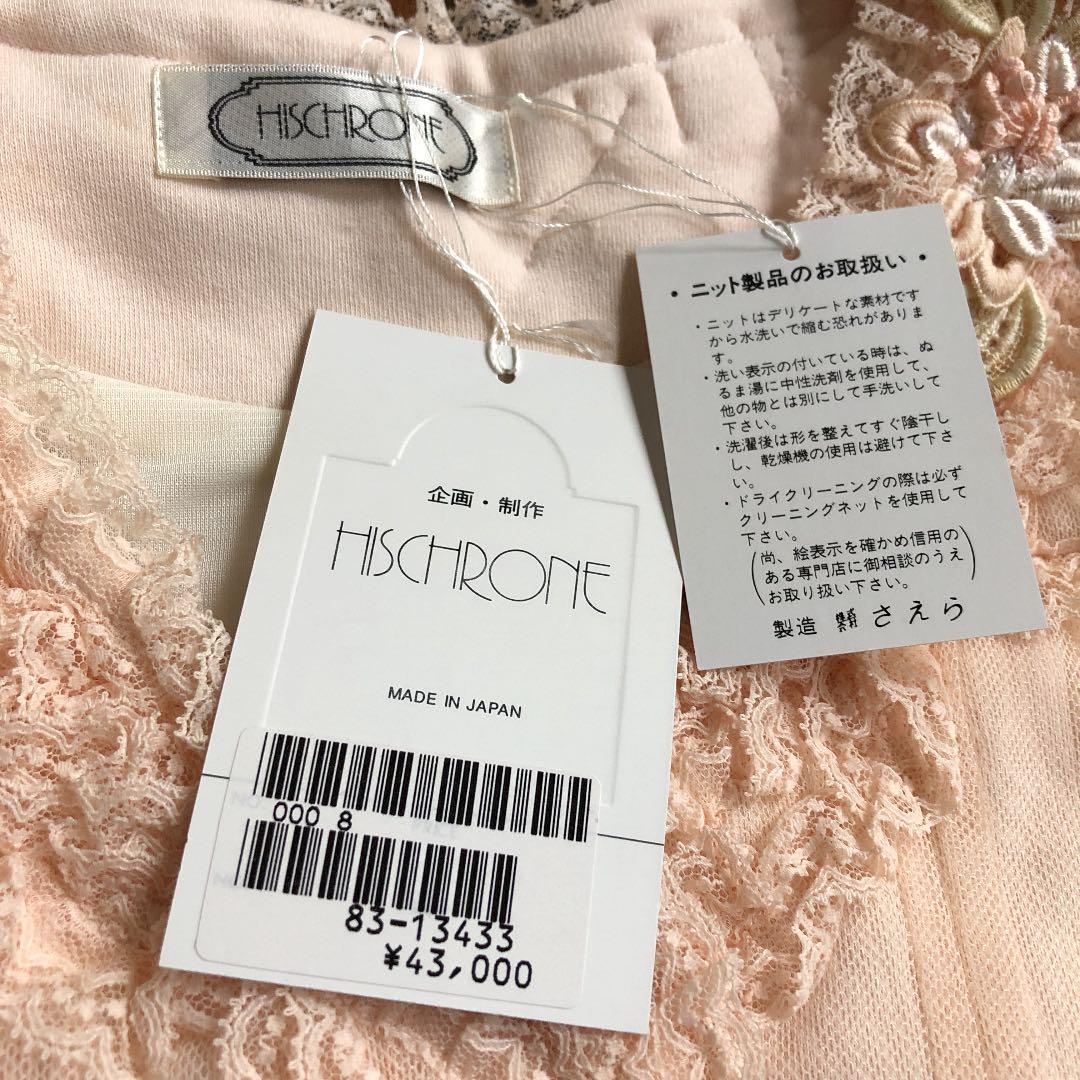 HISCHRONE
企画・制作
HISCHRONE
MADE IN JAPAN
000 8
83-13433
¥43,000
・ニット製品のお取扱い・
・ニットはデリケートな素材です
から水洗いで縮む恐れがありま
す。
・洗い表示の付いている時は、ぬ
るま湯に中性洗剤を使用して、
他の物とは別にして手洗いして
下さい。
・洗濯後は形を整えてすぐ陰干し
し、乾燥機の使用は避けて下さ
い。
・ドライクリーニングの際は必ず
クリーニングネットを使用して
下さい。
(尚、絵表示を確かめ信用の
ある専門店に御相談のうえ
お取り扱い下さい。)
製造 株式会社 さえら